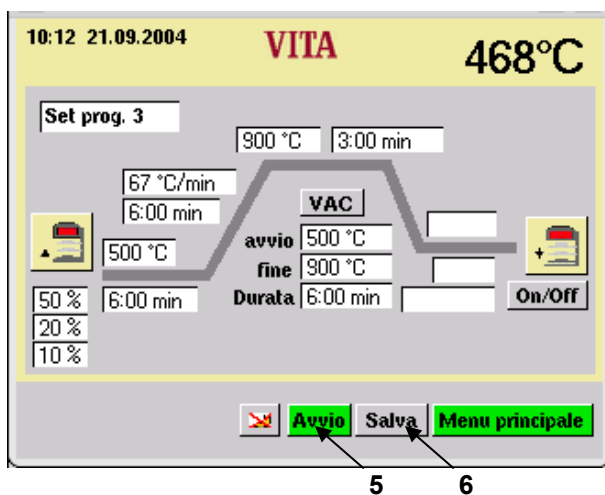 10:12 21.09.2004
VITA
468°C
Set prog. 3
900 °C 3:00 min
67 °C/min
6:00 min
VAC
500 °C
avvio 500 °C
fine 900 °C
50 % 6:00 min
Durata 6:00 min
On/Off
20 %
10 %
Avvio Salva Menu principale
5 6